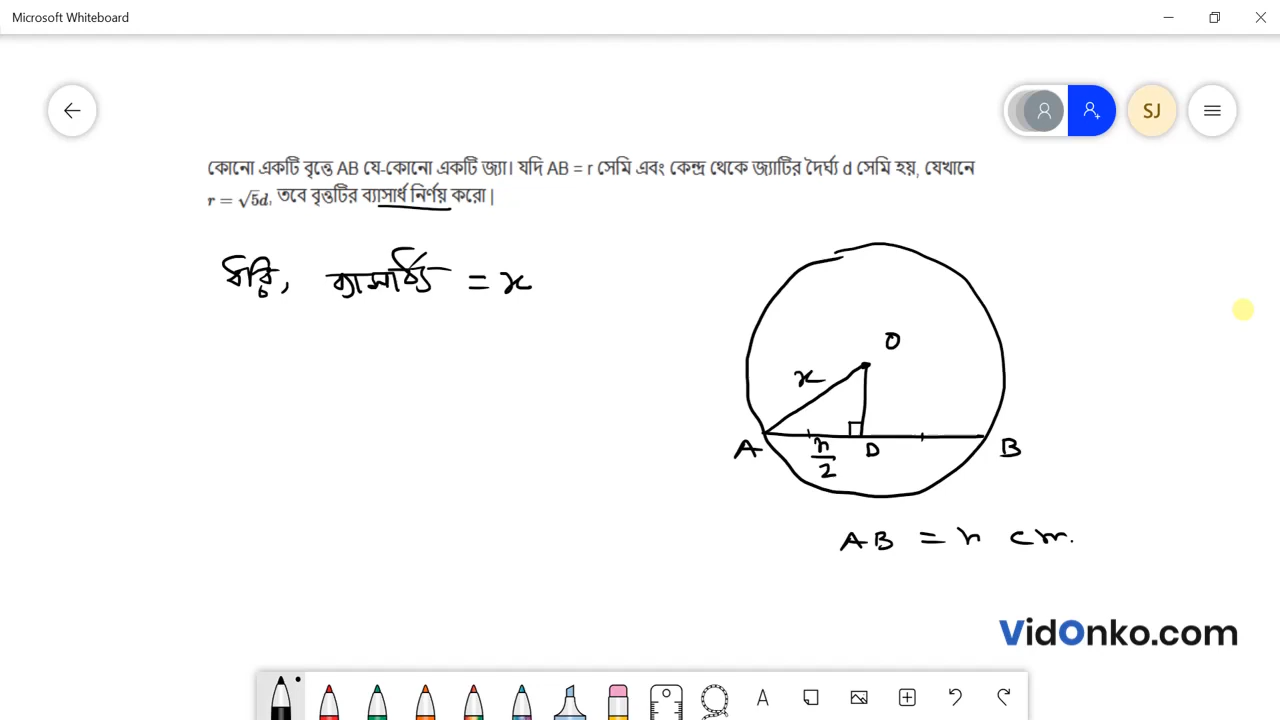 Microsoft Whiteboard
SJ
কোনো একটি বৃত্তে AB যে-কোনো একটি জ্যা। যদি AB = r সেমি এবং কেন্দ্র থেকে জ্যাটির দৈর্ঘ্য d সেমি হয়, যেখানে
r = √5d, তবে বৃত্তটির ব্যাসার্ধ নির্ণয় করো |
ধরি, ব্যাসার্ধ = x
O
x
A
r/2
D
B
AB = r cm.
VidOnko.com
A